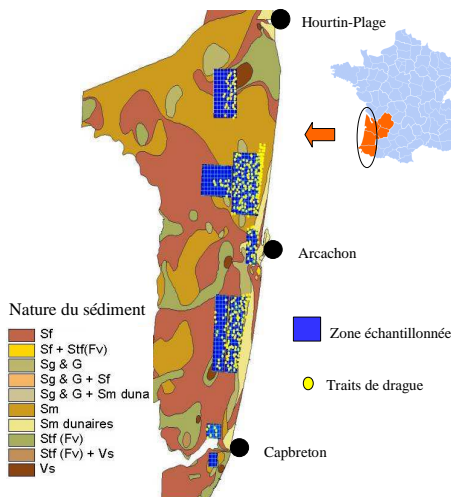 Hourtin-Plage
Arcachon
Nature du sédiment
Sf
Sf + Stf(Fv)
Sg & G
Sg & G + Sf
Sg & G + Sm duna
Sm
Sm dunaires
Stf (Fv)
Stf (Fv) + Vs
Vs
Zone échantillonnée
Traits de drague
Capbreton